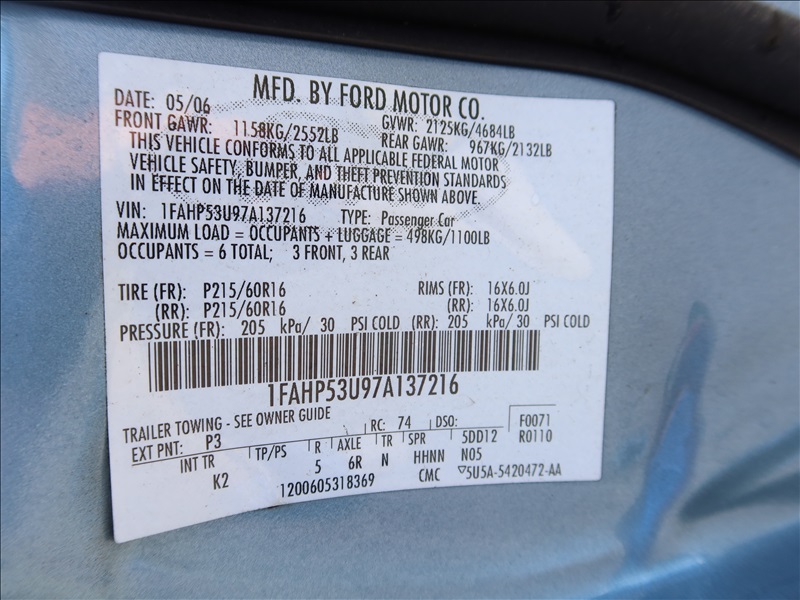 MFD. BY FORD MOTOR CO.
DATE: 05/06 GVWR: 2125KG/4684LB
FRONT GAWR: 1158KG/2552LB REAR GAWR: 967KG/2132LB
THIS VEHICLE CONFORMS TO ALL APPLICABLE FEDERAL MOTOR
VEHICLE SAFETY, BUMPER, AND THEFT PREVENTION STANDARDS
IN EFFECT ON THE DATE OF MANUFACTURE SHOWN ABOVE.
VIN: 1FAHP53U97A137216 TYPE: Passenger Car
MAXIMUM LOAD = OCCUPANTS + LUGGAGE = 498KG/1100LB
OCCUPANTS = 6 TOTAL; 3 FRONT, 3 REAR
TIRE (FR): P215/60R16 RIMS (FR): 16X6.0J
(RR): P215/60R16 (RR): 16X6.0J
PRESSURE (FR): 205 kPa/ 30 PSI COLD (RR): 205 kPa/ 30 PSI COLD
1FAHP53U97A137216
TRAILER TOWING - SEE OWNER GUIDE RC: 74 DSO: F0071
EXT PNT: P3 5DD12 R0110
INT TR TP/PS R AXLE TR SPR N05
K2 5 6R N HHNN
1200605318369 CMC ▽5U5A-5420472-AA